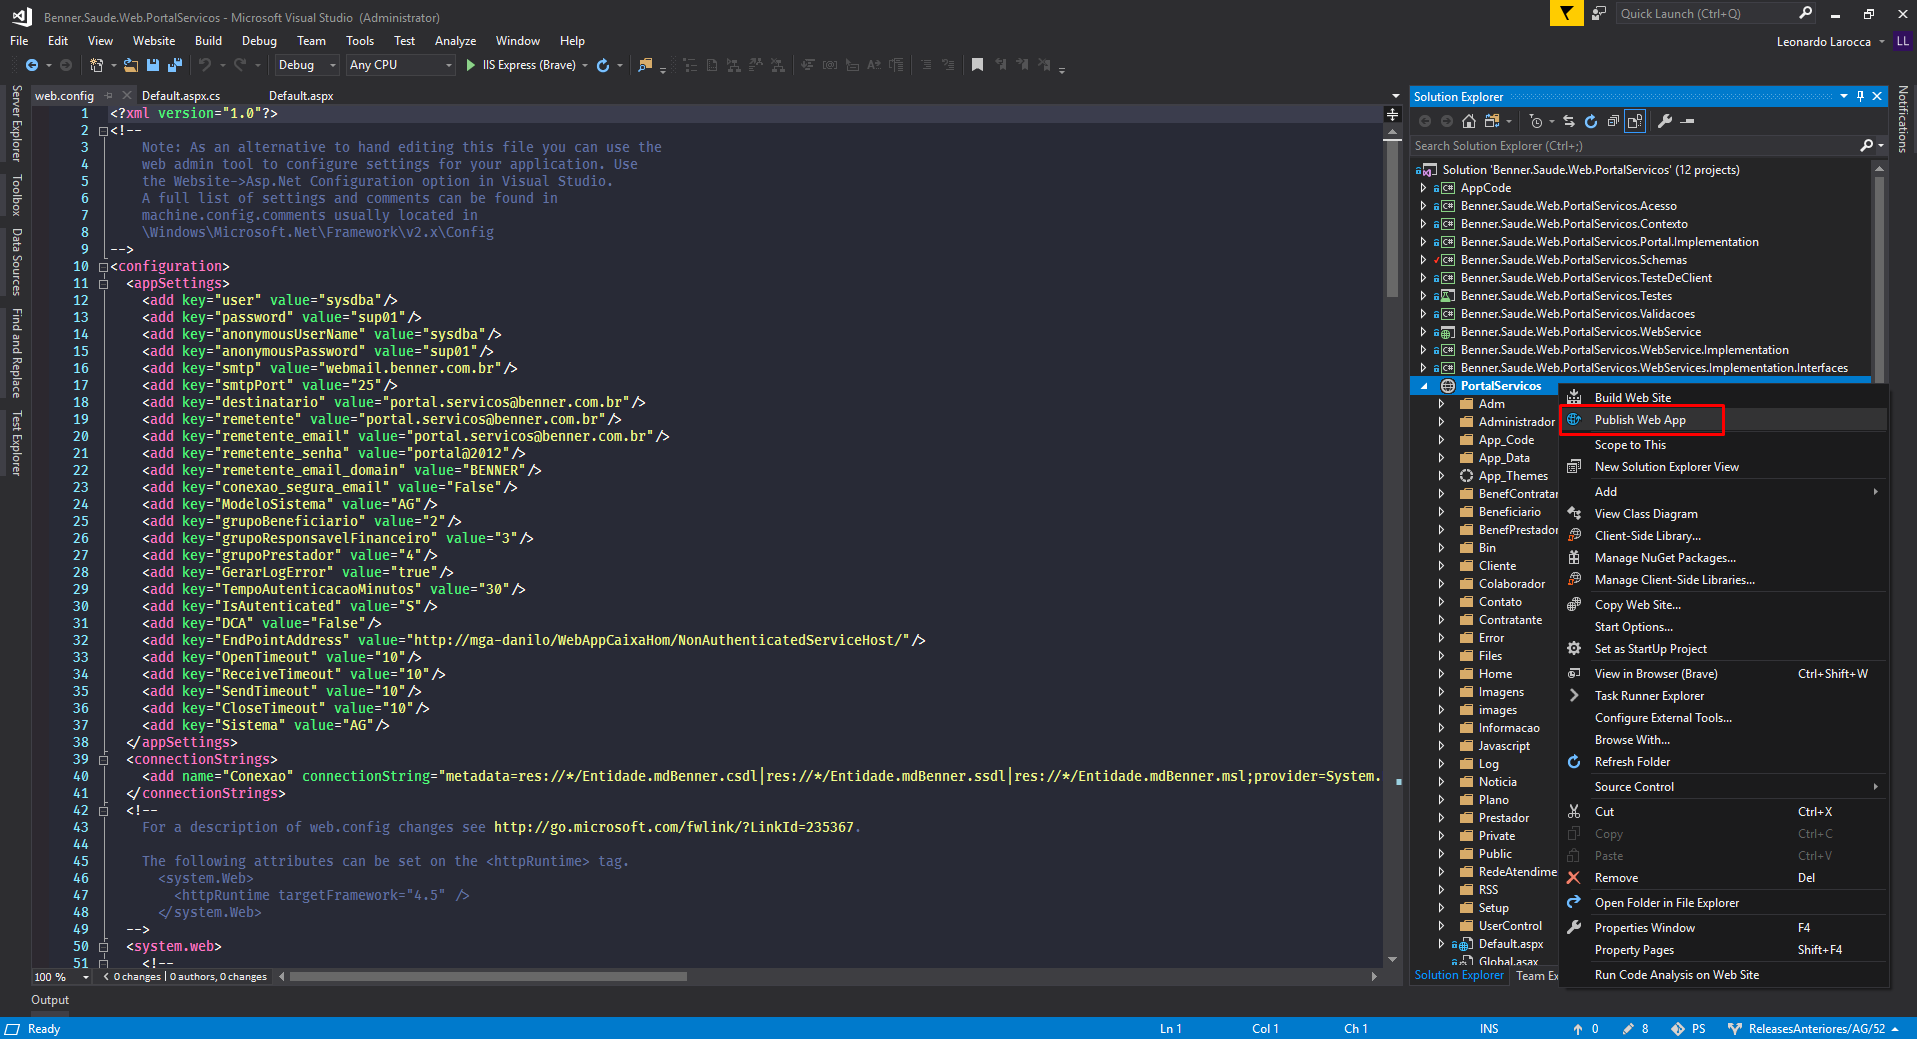 Benner.Saude.Web.PortalServicos - Microsoft Visual Studio (Administrator)
Quick Launch (Ctrl+Q)
File Edit View Website Build Debug Team Tools Test Analyze Window Help
Leonardo Larocca LL
Debug Any CPU IIS Express (Brave)
Server Explorer
Toolbox
Data Sources
Find and Replace
Test Explorer
web.config Default.aspx.cs Default.aspx
1 <?xml version="1.0"?>
2 <!--
3 Note: As an alternative to hand editing this file you can use the
4 web admin tool to configure settings for your application. Use
5 the Website->Asp.Net Configuration option in Visual Studio.
6 A full list of settings and comments can be found in
7 machine.config.comments usually located in
8 \Windows\Microsoft.Net\Framework\v2.x\Config
9 -->
10 <configuration>
11 <appSettings>
12 <add key="user" value="sysdba"/>
13 <add key="password" value="sup01"/>
14 <add key="anonymousUserName" value="sysdba"/>
15 <add key="anonymousPassword" value="sup01"/>
16 <add key="smtp" value="webmail.benner.com.br"/>
17 <add key="smtpPort" value="25"/>
18 <add key="destinatario" value="portal.servicos@benner.com.br"/>
19 <add key="remetente" value="portal.servicos@benner.com.br"/>
20 <add key="remetente_email" value="portal.servicos@benner.com.br"/>
21 <add key="remetente_senha" value="portal@2012"/>
22 <add key="remetente_email_domain" value="BENNER"/>
23 <add key="conexao_segura_email" value="False"/>
24 <add key="ModeloSistema" value="AG"/>
25 <add key="grupoBeneficiario" value="2"/>
26 <add key="grupoResponsavelFinanceiro" value="3"/>
27 <add key="grupoPrestador" value="4"/>
28 <add key="GerarLogError" value="true"/>
29 <add key="TempoAutenticacaoMinutos" value="30"/>
30 <add key="IsAutenticated" value="S"/>
31 <add key="DCA" value="False"/>
32 <add key="EndPointAddress" value="http://mga-danilo/WebAppCaixaHom/NonAuthenticatedServiceHost/"/>
33 <add key="OpenTimeout" value="10"/>
34 <add key="ReceiveTimeout" value="10"/>
35 <add key="SendTimeout" value="10"/>
36 <add key="CloseTimeout" value="10"/>
37 <add key="Sistema" value="AG"/>
38 </appSettings>
39 <connectionStrings>
40 <add name="Conexao" connectionString="metadata=res://*/Entidade.mdBenner.csdl|res://*/Entidade.mdBenner.ssdl|res://*/Entidade.mdBenner.msl;provider=System.
41 </connectionStrings>
42 <!--
43 For a description of web.config changes see http://go.microsoft.com/fwlink/?LinkId=235367.
44
45 The following attributes can be set on the <httpRuntime> tag.
46 <system.Web>
47 <httpRuntime targetFramework="4.5" />
48 </system.Web>
49 -->
50 <system.web>
51 <!--
100 % 0 changes | 0 authors, 0 changes
Output
Solution Explorer
Search Solution Explorer (Ctrl+;)
Solution 'Benner.Saude.Web.PortalServicos' (12 projects)
AppCode
Benner.Saude.Web.PortalServicos.Acesso
Benner.Saude.Web.PortalServicos.Contexto
Benner.Saude.Web.PortalServicos.Portal.Implementation
Benner.Saude.Web.PortalServicos.Schemas
Benner.Saude.Web.PortalServicos.TesteDeClient
Benner.Saude.Web.PortalServicos.Testes
Benner.Saude.Web.PortalServicos.Validacoes
Benner.Saude.Web.PortalServicos.WebService
Benner.Saude.Web.PortalServicos.WebService.Implementation
Benner.Saude.Web.PortalServicos.WebServices.Implementation.Interfaces
PortalServicos
Adm
Administrador
App_Code
App_Data
App_Themes
BenefContratan
Beneficiario
BenefPrestador
Bin
Cliente
Colaborador
Contato
Contratante
Error
Files
Home
Imagens
images
Informacao
Javascript
Log
Noticia
Plano
Prestador
Private
Public
RedeAtendime
RSS
Setup
UserControl
Default.aspx
Global.asax
Solution Explorer Team Ex
Build Web Site
Publish Web App
Scope to This
New Solution Explorer View
Add
View Class Diagram
Client-Side Library...
Manage NuGet Packages...
Manage Client-Side Libraries...
Copy Web Site...
Start Options...
Set as StartUp Project
View in Browser (Brave) Ctrl+Shift+W
Task Runner Explorer
Configure External Tools...
Browse With...
Refresh Folder
Source Control
Cut Ctrl+X
Copy Ctrl+C
Paste Ctrl+V
Remove Del
Open Folder in File Explorer
Properties Window F4
Property Pages Shift+F4
Run Code Analysis on Web Site
Notifications
Ready Ln 1 Col 1 Ch 1 INS 0 8 PS ReleasesAnteriores/AG/52